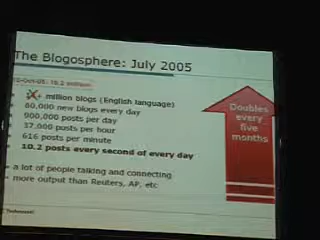 The Blogosphere: July 2005
million blogs (English language)
80,000 new blogs every day
900,000 posts per day
37,000 posts per hour
616 posts per minute
10.2 posts every second of every day
a lot of people talking and connecting
more output than Reuters, AP, etc
Doubles
every
five
months
Technorati